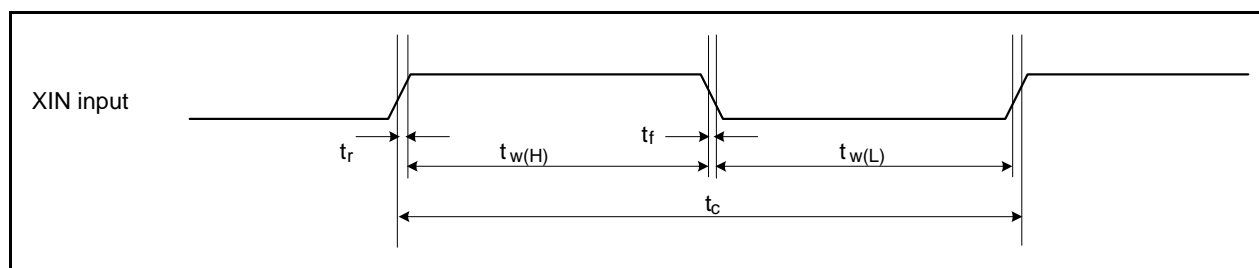 XIN input
tr
tw(H)
tf
tw(L)
tc